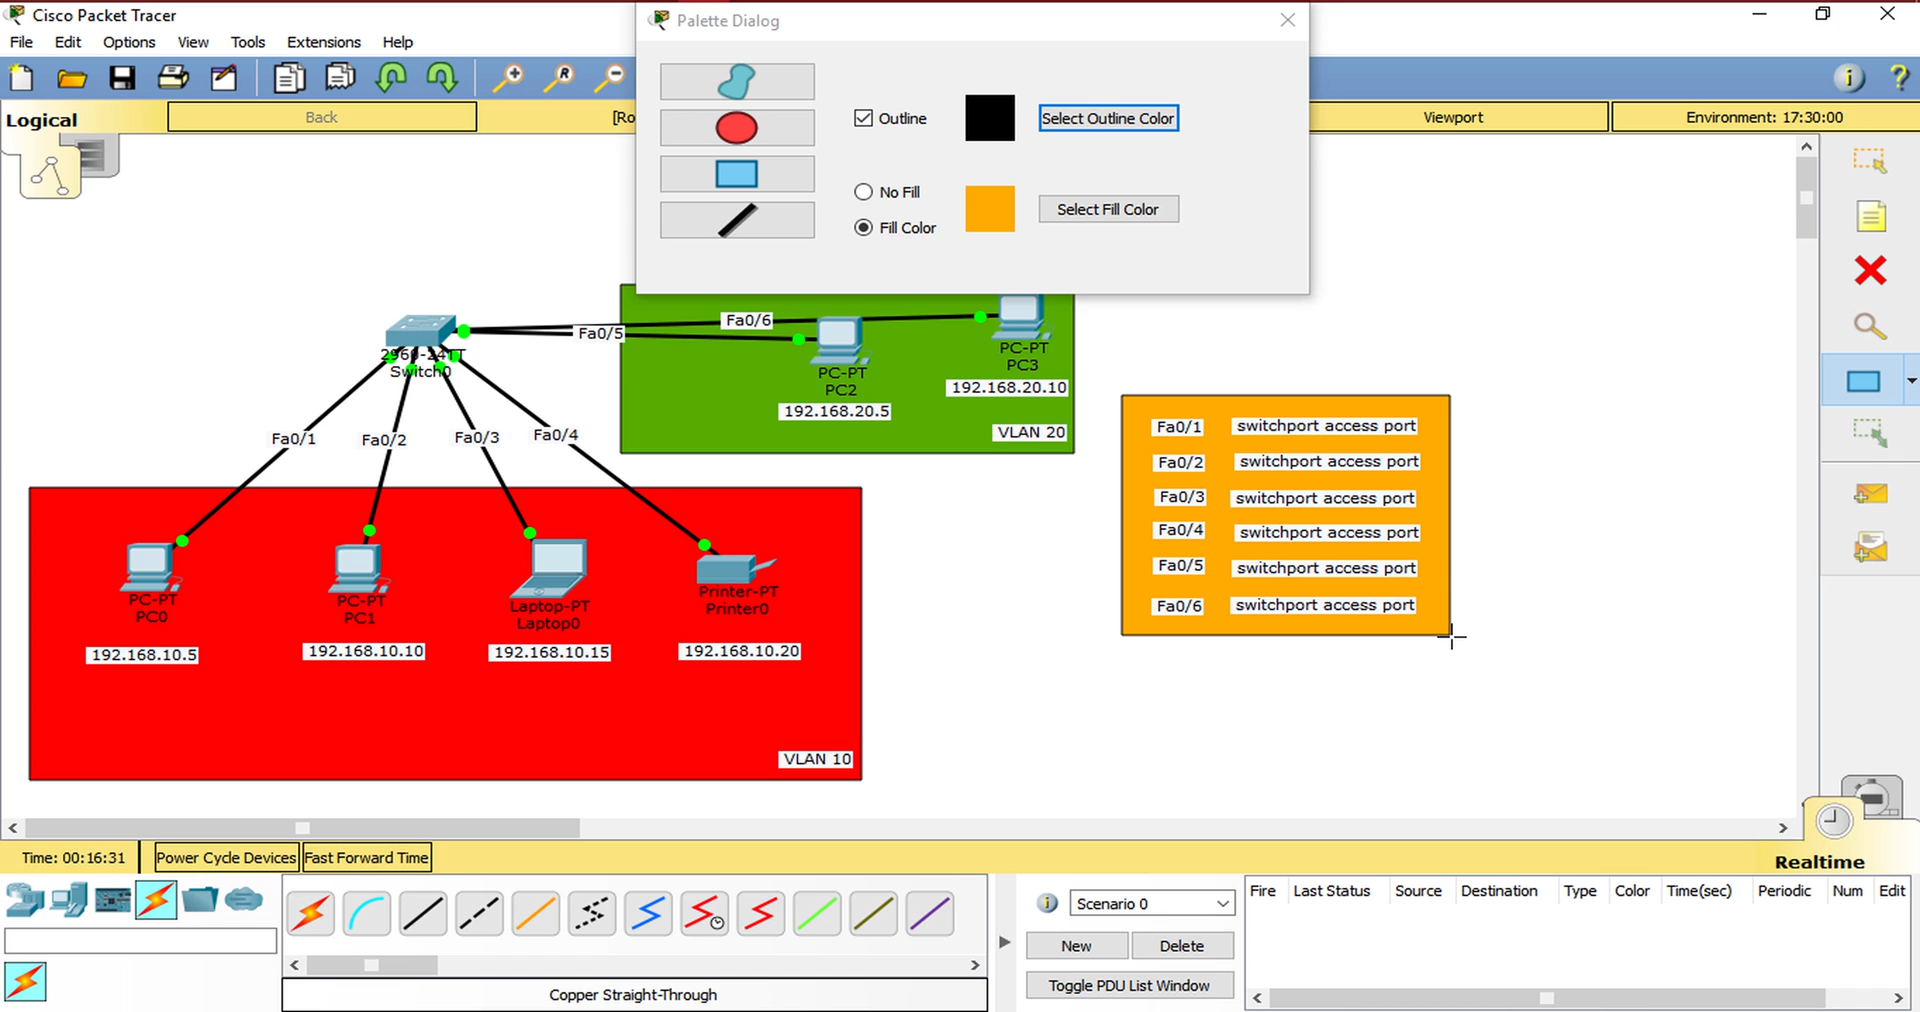 Cisco Packet Tracer
Palette Dialog
File Edit Options View Tools Extensions Help
Outline
Select Outline Color
No Fill
Fill Color
Select Fill Color
Logical
Back
[Ro
Viewport
Environment: 17:30:00
2960-24TT
Switch0
Fa0/5
Fa0/6
PC-PT
PC2
192.168.20.5
PC-PT
PC3
192.168.20.10
VLAN 20
Fa0/1
Fa0/2
Fa0/3
Fa0/4
PC-PT
PC0
192.168.10.5
PC-PT
PC1
192.168.10.10
Laptop-PT
Laptop0
192.168.10.15
Printer-PT
Printer0
192.168.10.20
VLAN 10
Fa0/1 switchport access port
Fa0/2 switchport access port
Fa0/3 switchport access port
Fa0/4 switchport access port
Fa0/5 switchport access port
Fa0/6 switchport access port
Time: 00:16:31
Power Cycle Devices
Fast Forward Time
Realtime
Scenario 0
New
Delete
Toggle PDU List Window
Fire Last Status Source Destination Type Color Time(sec) Periodic Num Edit
Copper Straight-Through